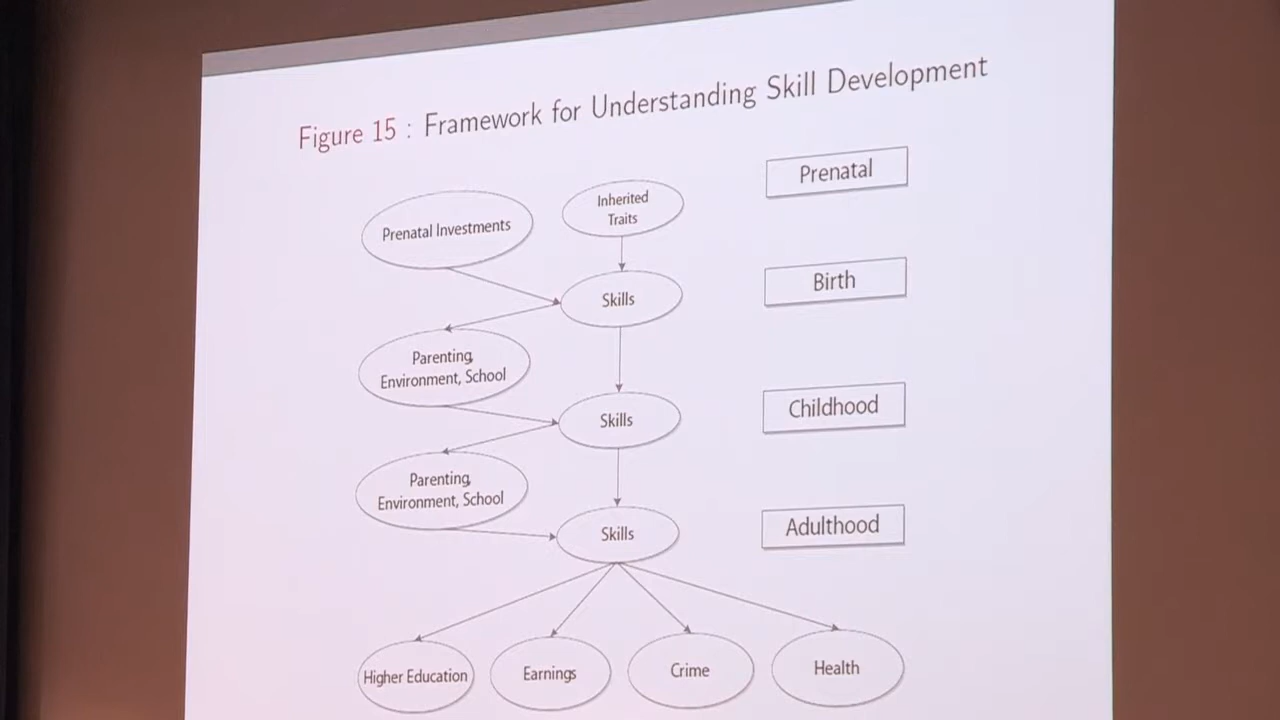 Figure 15 : Framework for Understanding Skill Development
Prenatal Investments
Inherited
Traits
Prenatal
Skills
Birth
Parenting,
Environment, School
Skills
Childhood
Parenting,
Environment, School
Skills
Adulthood
Higher Education
Earnings
Crime
Health